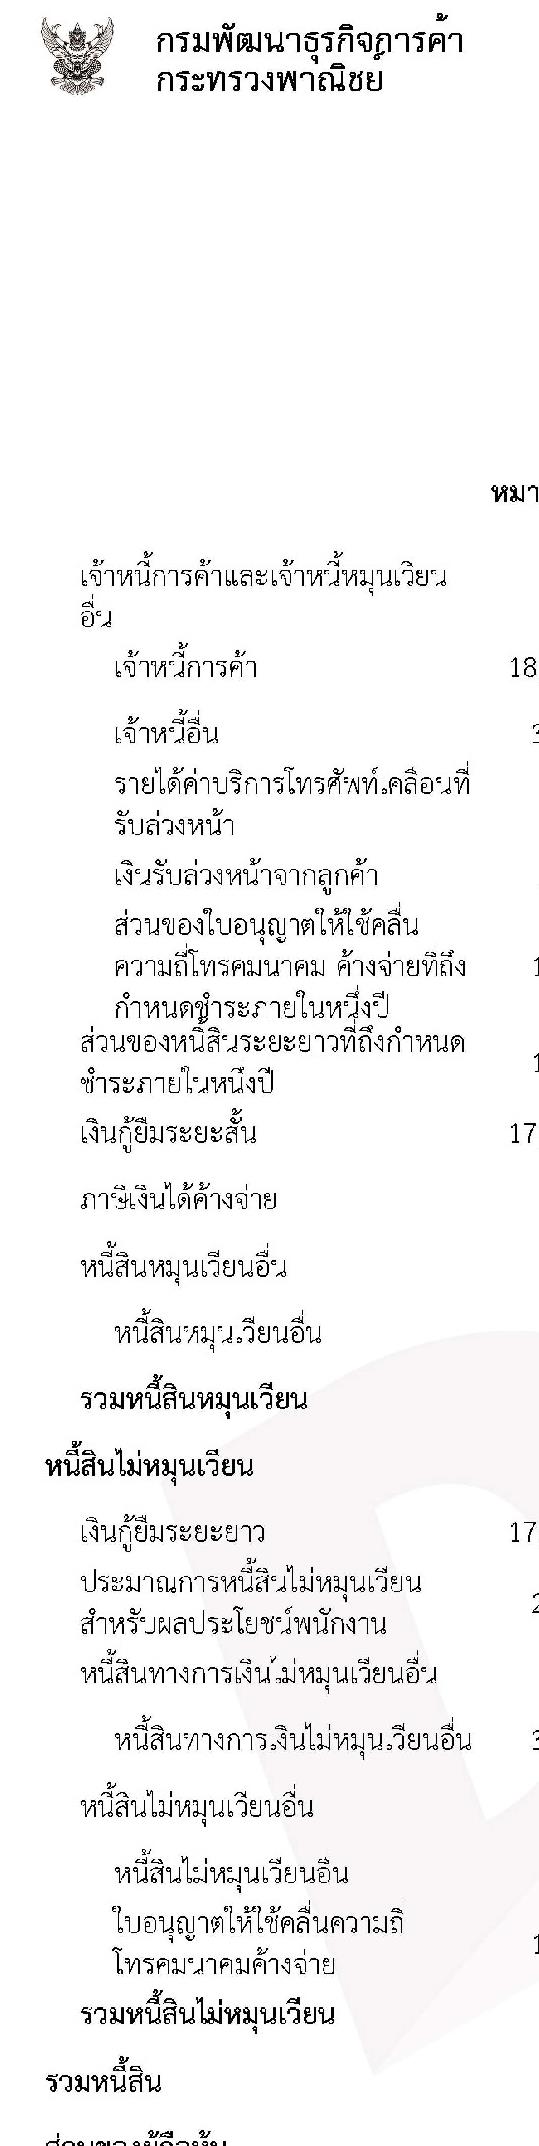 กรมพัฒนาธุรกิจการค้า
กระทรวงพาณิชย์
หมา
เจ้าหนี้การค้าและเจ้าหนี้หมุนเวียน
อื่น
เจ้าหนี้การค้า 18
เจ้าหนี้อื่น 3
รายได้ค่าบริการโทรศัพท์เคลื่อนที่
รับล่วงหน้า
เงินรับล่วงหน้าจากลูกค้า
ส่วนของใบอนุญาตให้ใช้คลื่น
ความถี่โทรคมนาคม ค้างจ่ายที่ถึง 1
กำหนดชำระภายในหนึ่งปี
ส่วนของหนี้สินระยะยาวที่ถึงกำหนด
ชำระภายในหนึ่งปี 1
เงินกู้ยืมระยะสั้น 17
ภาษีเงินได้ค้างจ่าย
หนี้สินหมุนเวียนอื่น
หนี้สินหมุนเวียนอื่น
รวมหนี้สินหมุนเวียน
หนี้สินไม่หมุนเวียน
เงินกู้ยืมระยะยาว 17
ประมาณการหนี้สินไม่หมุนเวียน
สำหรับผลประโยชน์พนักงาน 2
หนี้สินทางการเงินไม่หมุนเวียนอื่น
หนี้สินทางการเงินไม่หมุนเวียนอื่น 3
หนี้สินไม่หมุนเวียนอื่น
หนี้สินไม่หมุนเวียนอื่น
ใบอนุญาตให้ใช้คลื่นความถี่
โทรคมนาคมค้างจ่าย 1
รวมหนี้สินไม่หมุนเวียน
รวมหนี้สิน
ส่วนของผู้ถือหุ้น